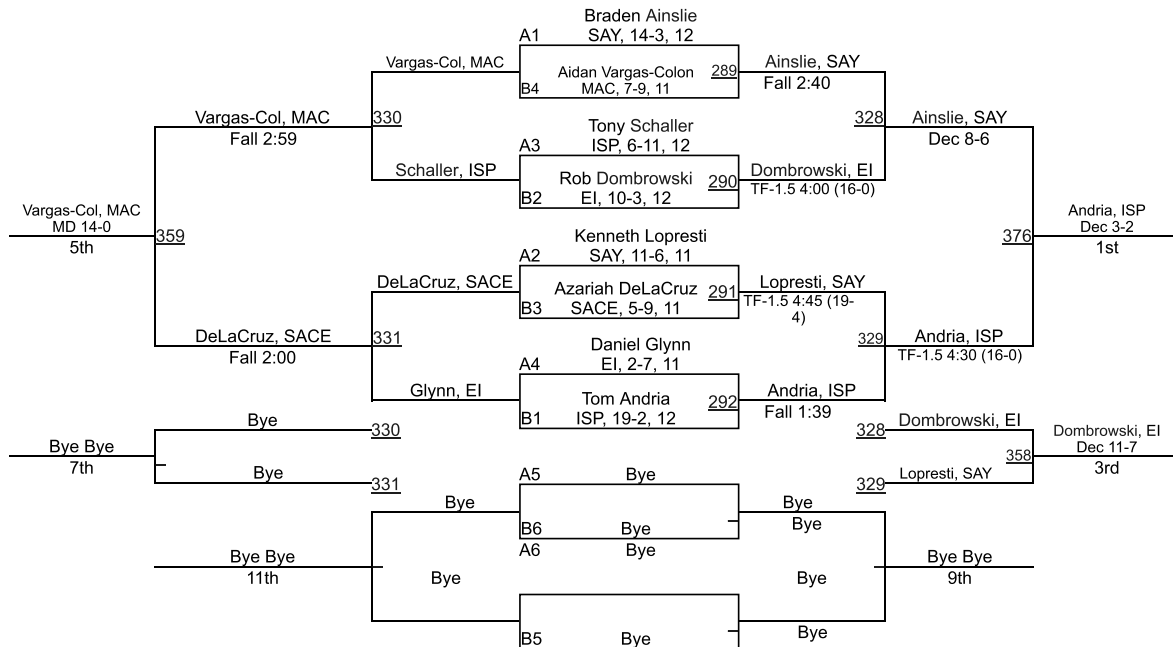 Braden Ainslie
A1 SAY, 14-3, 12
Vargas-Col, MAC
Aidan Vargas-Colon 289
B4 MAC, 7-9, 11
Ainslie, SAY
Fall 2:40
Vargas-Col, MAC
Fall 2:59
330
328
Ainslie, SAY
Dec 8-6
Tony Schaller
A3 ISP, 6-11, 12
Schaller, ISP
Rob Dombrowski 290
B2 EI, 10-3, 12
Dombrowski, EI
TF-1.5 4:00 (16-0)
Vargas-Col, MAC
MD 14-0
5th
359
376
Andria, ISP
Dec 3-2
1st
Kenneth Lopresti
A2 SAY, 11-6, 11
DeLaCruz, SACE
Azariah DeLaCruz 291
B3 SACE, 5-9, 11
Lopresti, SAY
TF-1.5 4:45 (19-
4)
DeLaCruz, SACE
Fall 2:00
331
329
Andria, ISP
TF-1.5 4:30 (16-0)
Daniel Glynn
A4 EI, 2-7, 11
Glynn, EI
Tom Andria 292
B1 ISP, 19-2, 12
Andria, ISP
Fall 1:39
Bye
330
328
Dombrowski, EI
Bye Bye
7th
358
Dombrowski, EI
Dec 11-7
3rd
Bye
331
329
Lopresti, SAY
A5 Bye
Bye
B6 Bye
Bye
Bye
A6 Bye
Bye Bye
11th
Bye
Bye
Bye Bye
9th
B5 Bye
Bye